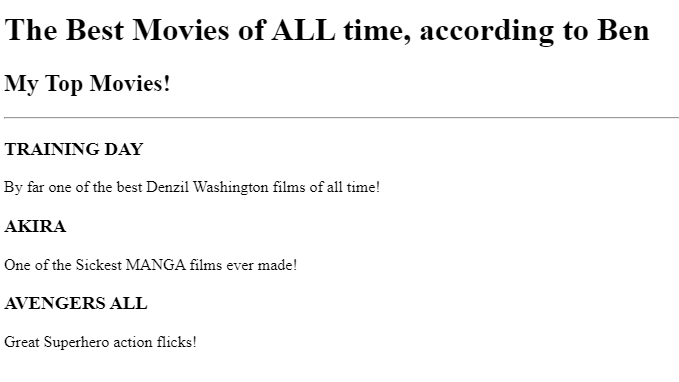 The Best Movies of ALL time, according to Ben
My Top Movies!
TRAINING DAY
By far one of the best Denzil Washington films of all time!
AKIRA
One of the Sickest MANGA films ever made!
AVENGERS ALL
Great Superhero action flicks!